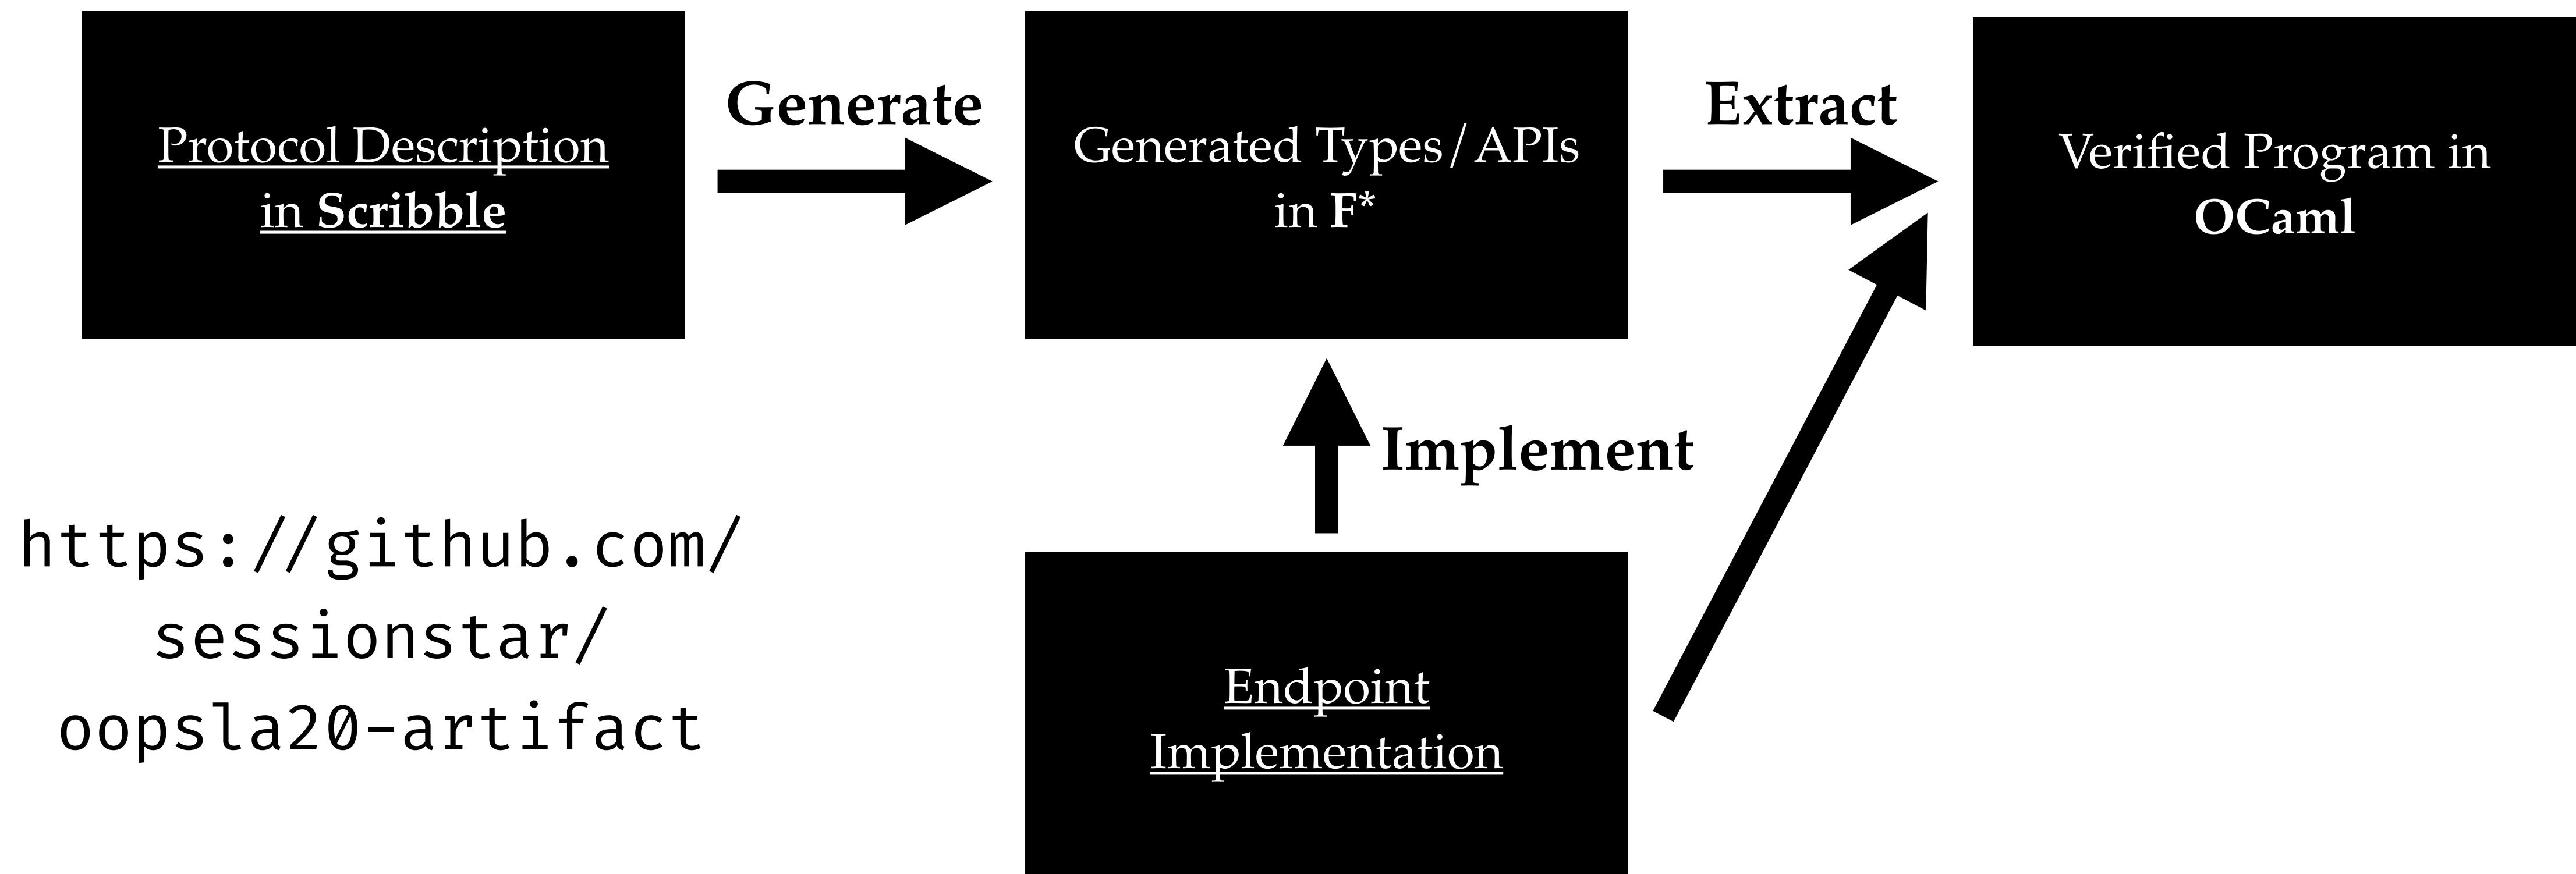 Protocol Description
in Scribble
Generate
Generated Types/APIs
in F*
Extract
Verified Program in
OCaml
Implement
Endpoint
Implementation
https://github.com/
sessionstar/
oopsla20-artifact